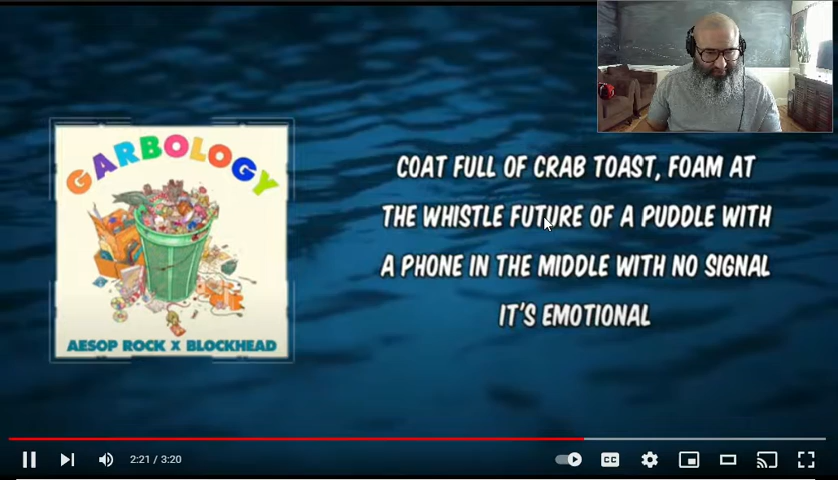 GARBOLOGY
AESOP ROCK X BLOCKHEAD
COAT FULL OF CRAB TOAST, FOAM AT
THE WHISTLE FUTURE OF A PUDDLE WITH
A PHONE IN THE MIDDLE WITH NO SIGNAL
IT'S EMOTIONAL
2:21 / 3:20
CC